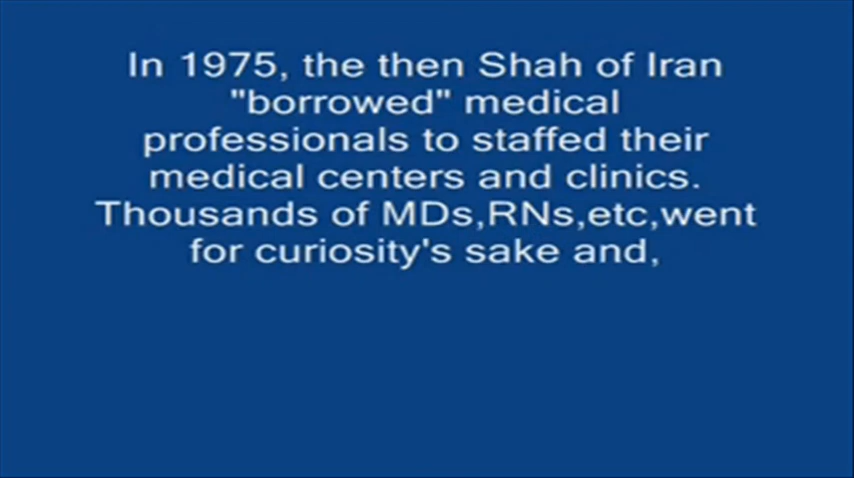 In 1975, the then Shah of Iran
"borrowed" medical
professionals to staffed their
medical centers and clinics.
Thousands of MDs,RNs,etc,went
for curiosity's sake and,